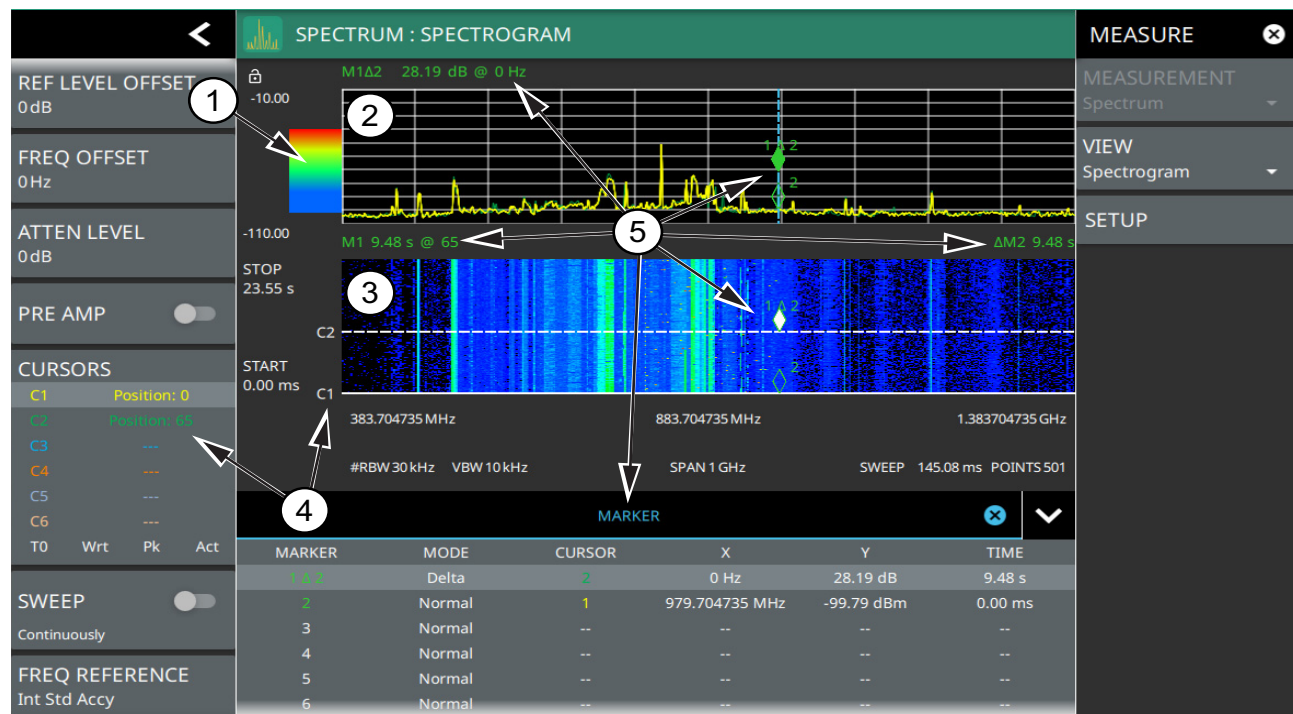 SPECTRUM : SPECTROGRAM
MEASURE
REF LEVEL OFFSET
0 dB
FREQ OFFSET
0 Hz
ATTEN LEVEL
0 dB
PRE AMP
CURSORS
C1 Position: 0
C2 Position: 65
C3 ---
C4 ---
C5 ---
C6 ---
T0 Wrt Pk Act
SWEEP
Continuously
FREQ REFERENCE
Int Std Accy
M1Δ2 28.19 dB @ 0 Hz
-10.00
1
2
1 Δ 2
2
-110.00
5
M1 9.48 s @ 65
ΔM2 9.48 s
STOP
23.55 s
3
1 Δ 2
C2
START
0.00 ms
2
C1
383.704735 MHz 883.704735 MHz 1.383704735 GHz
#RBW 30 kHz VBW 10 kHz SPAN 1 GHz SWEEP 145.08 ms POINTS 501
4
MARKER
MARKER MODE CURSOR X Y TIME
1 Δ 2 Delta 2 0 Hz 28.19 dB 9.48 s
2 Normal 1 979.704735 MHz -99.79 dBm 0.00 ms
3 Normal -- -- -- --
4 Normal -- -- -- --
5 Normal -- -- -- --
6 Normal -- -- -- --
MEASUREMENT
Spectrum
VIEW
Spectrogram
SETUP